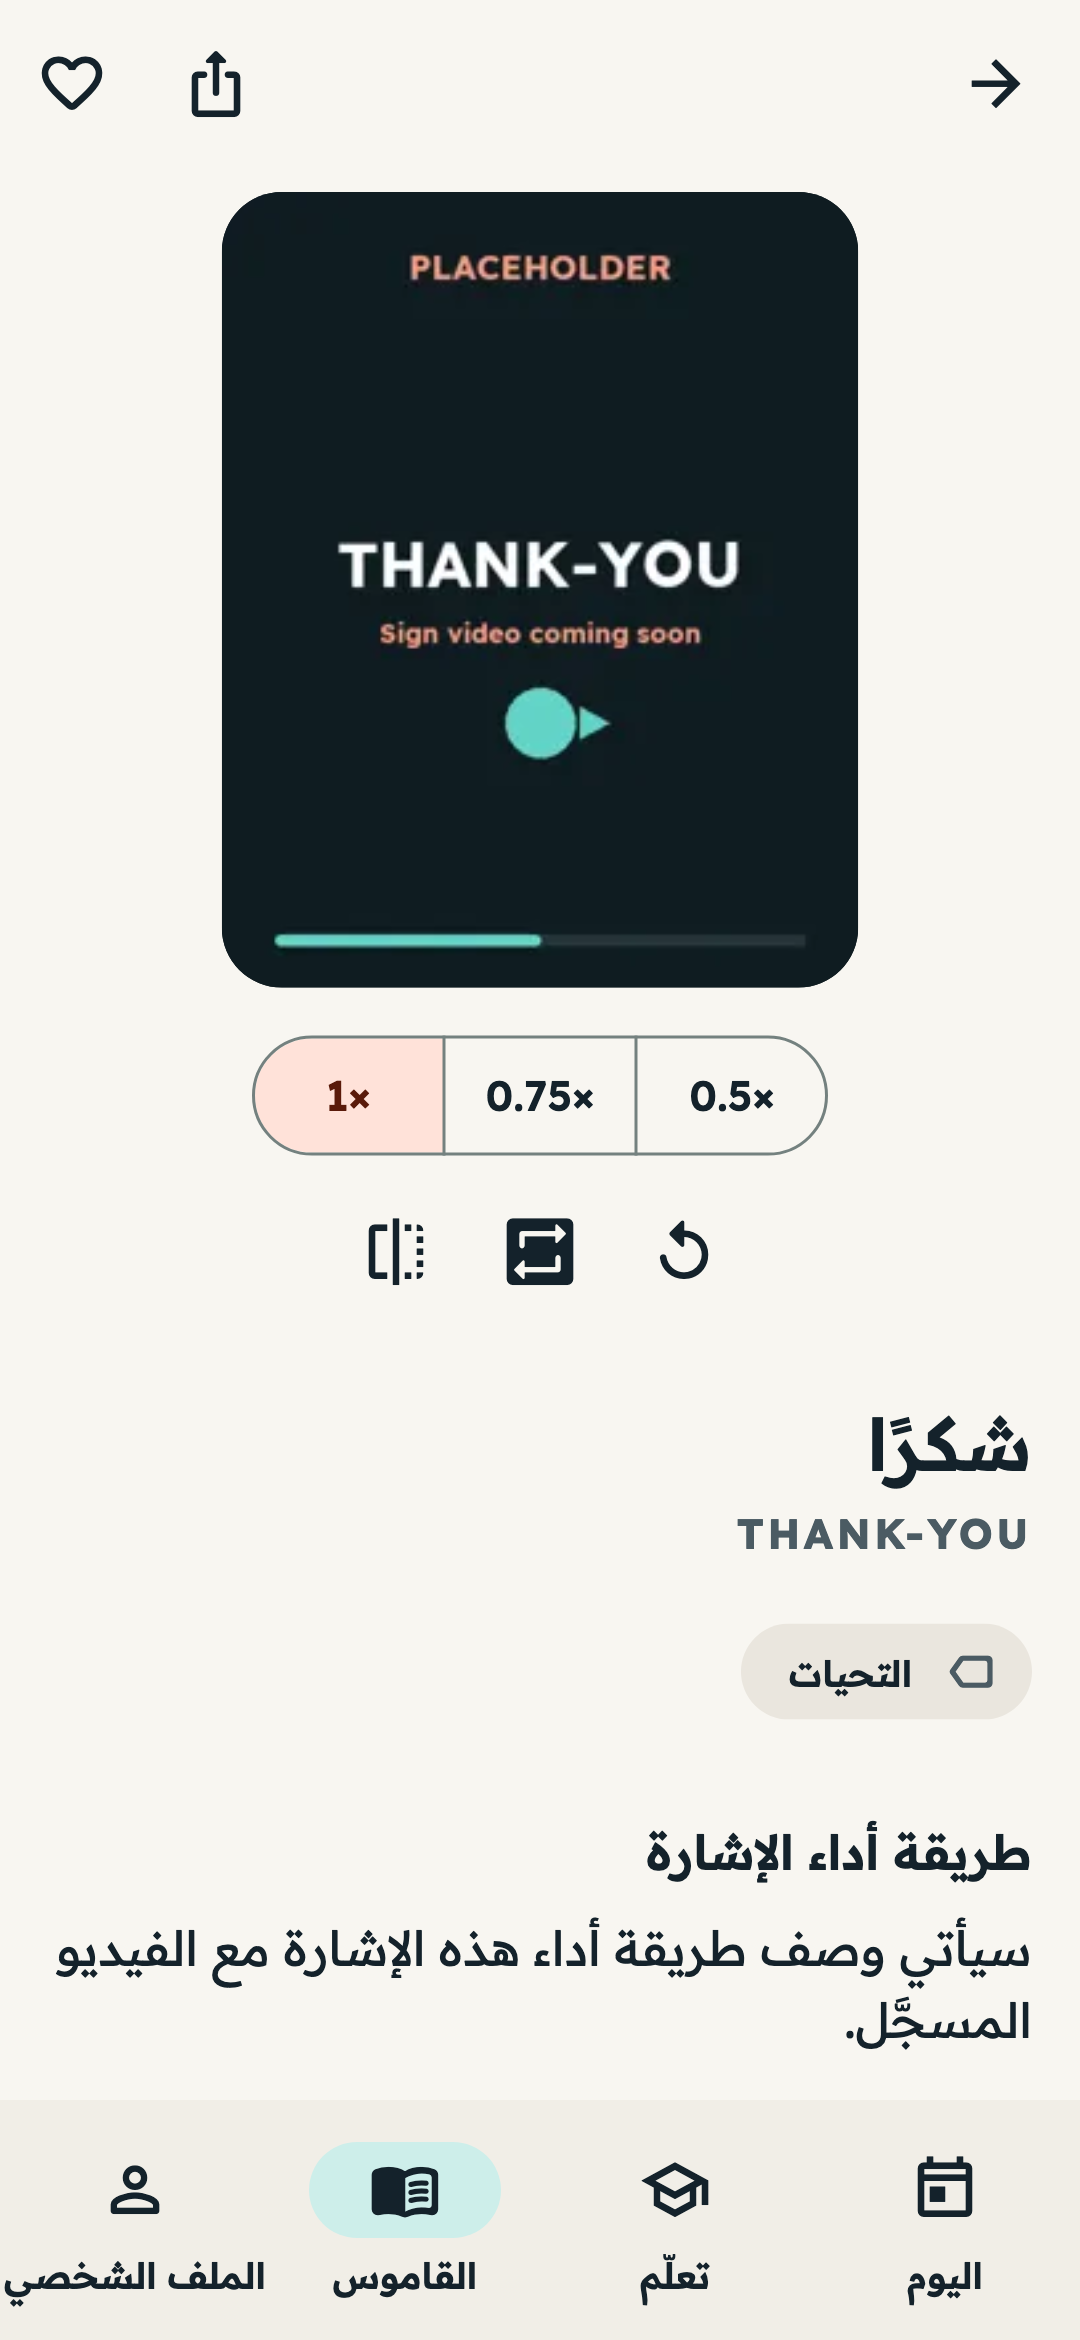 PLACEHOLDER
THANK-YOU
Sign video coming soon
1×
0.75×
0.5×
شكرًا
THANK-YOU
التحيات
طريقة أداء الإشارة
سيأتي وصف طريقة أداء هذه الإشارة مع الفيديو
المسجَّل.
اليوم
تعلّم
القاموس
الملف الشخصي